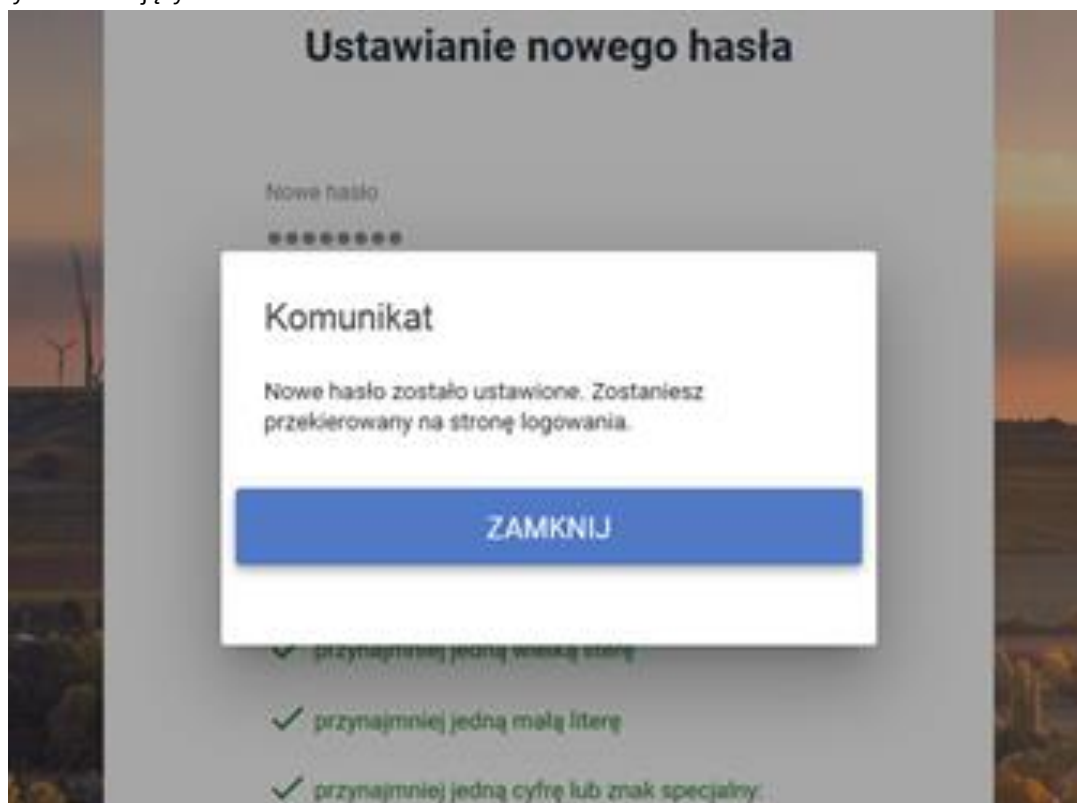 Ustawianie nowego hasła
Nowe hasło
Komunikat
Nowe hasło zostało ustawione. Zostaniesz
przekierowany na stronę logowania.
ZAMKNIJ
przynajmniej jedną wielką literę
przynajmniej jedną małą literę
przynajmniej jedną cyfrę lub znak specjalny: